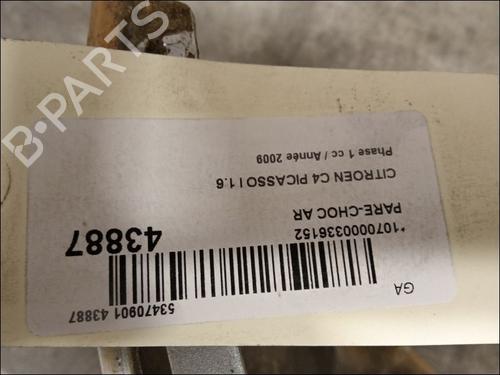 GA
*1070000336152
PARE-CHOC AR
CITROEN C4 PICASSO I 1.6
Phase 1 cc / Année 2009
43887
53470901 43887
B-PARTS